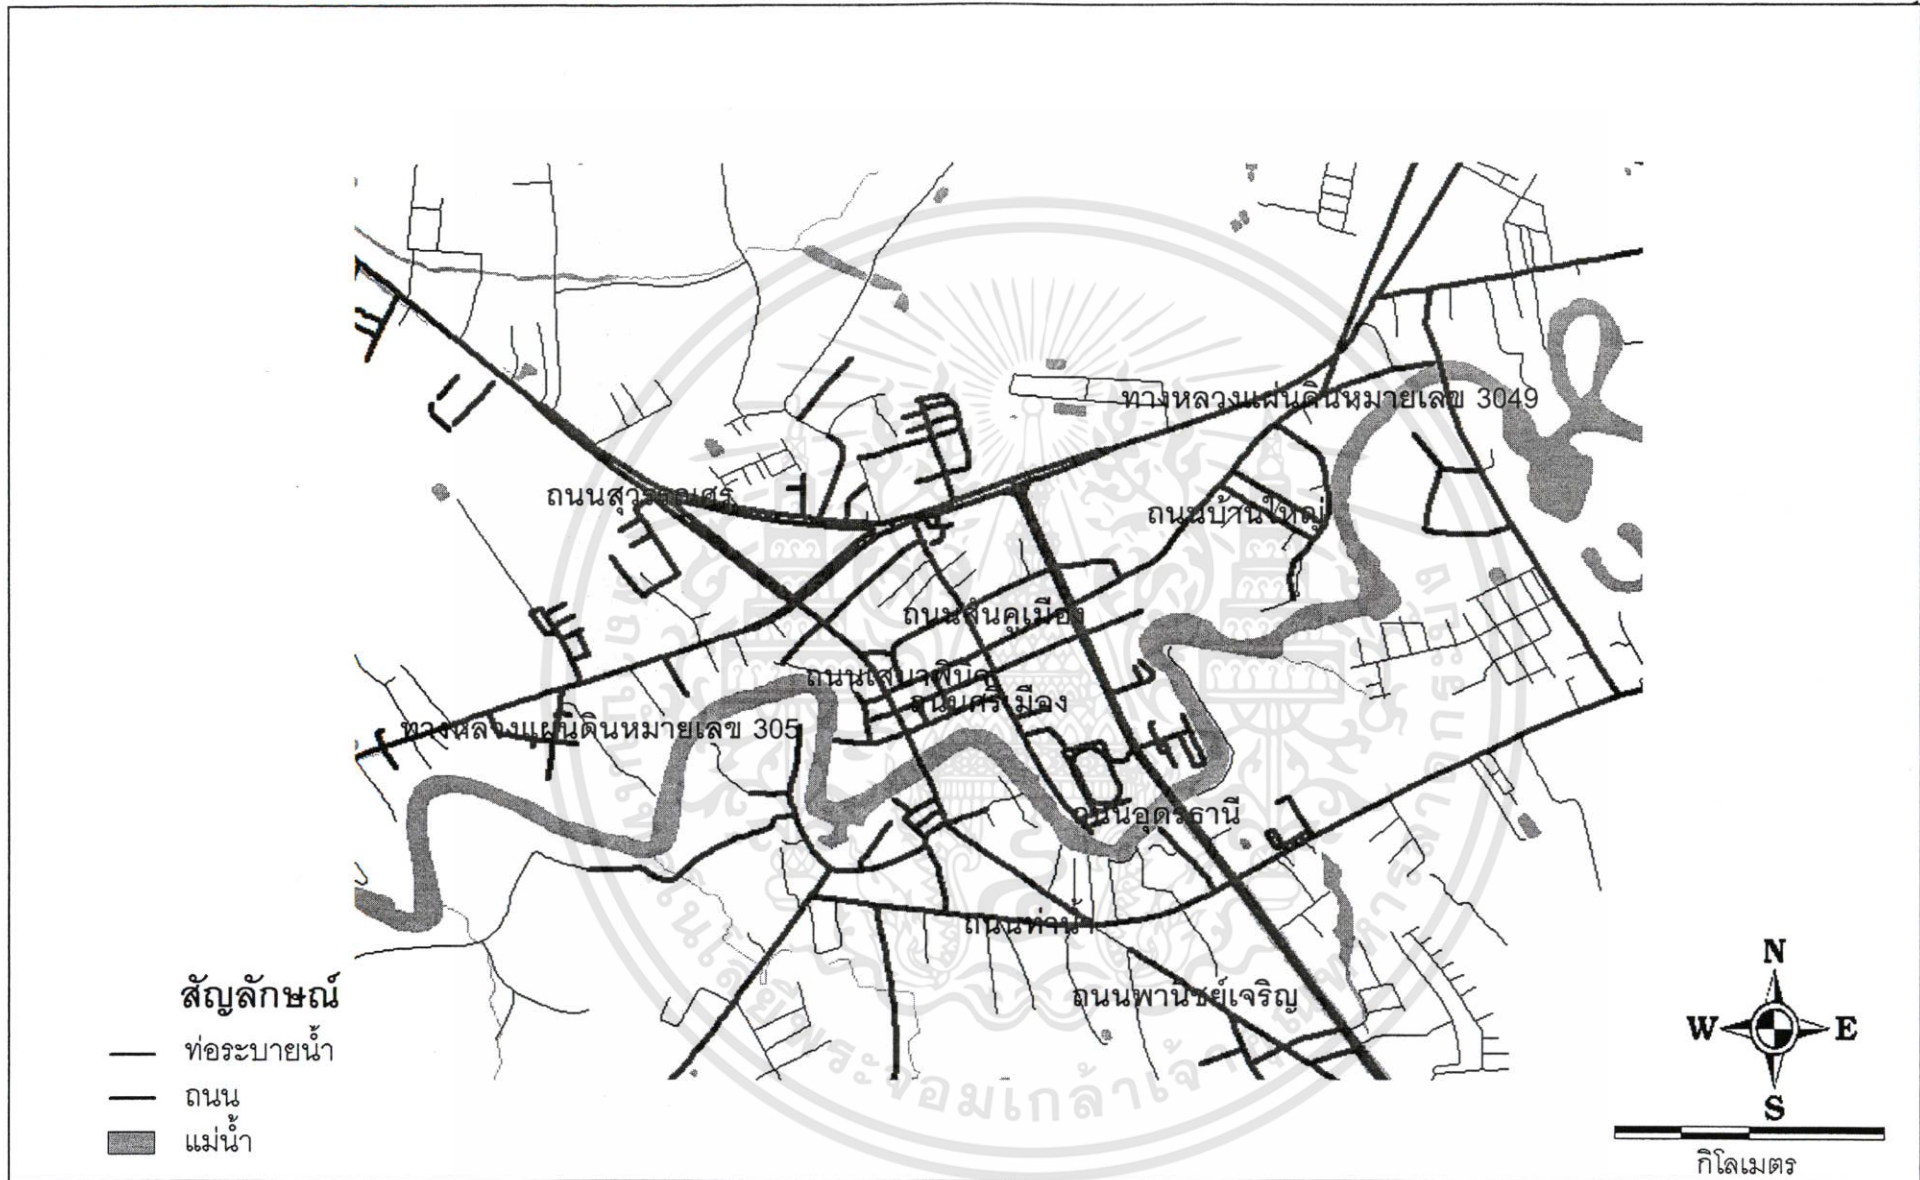 ทางหลวงแผ่นดินหมายเลข 3049
ถนนสุวรรณศร
ถนนบ้านใหญ่
ถนนสันคูเมือง
ถนนเสนาพินิจ
ถนนศรีเมือง
ทางหลวงแผ่นดินหมายเลข 305
ถนนอุดรธานี
ถนนท่าน้ำ
ถนนพานิชย์เจริญ
สัญลักษณ์
ท่อระบายน้ำ
ถนน
แม่น้ำ
N
W E
S
กิโลเมตร